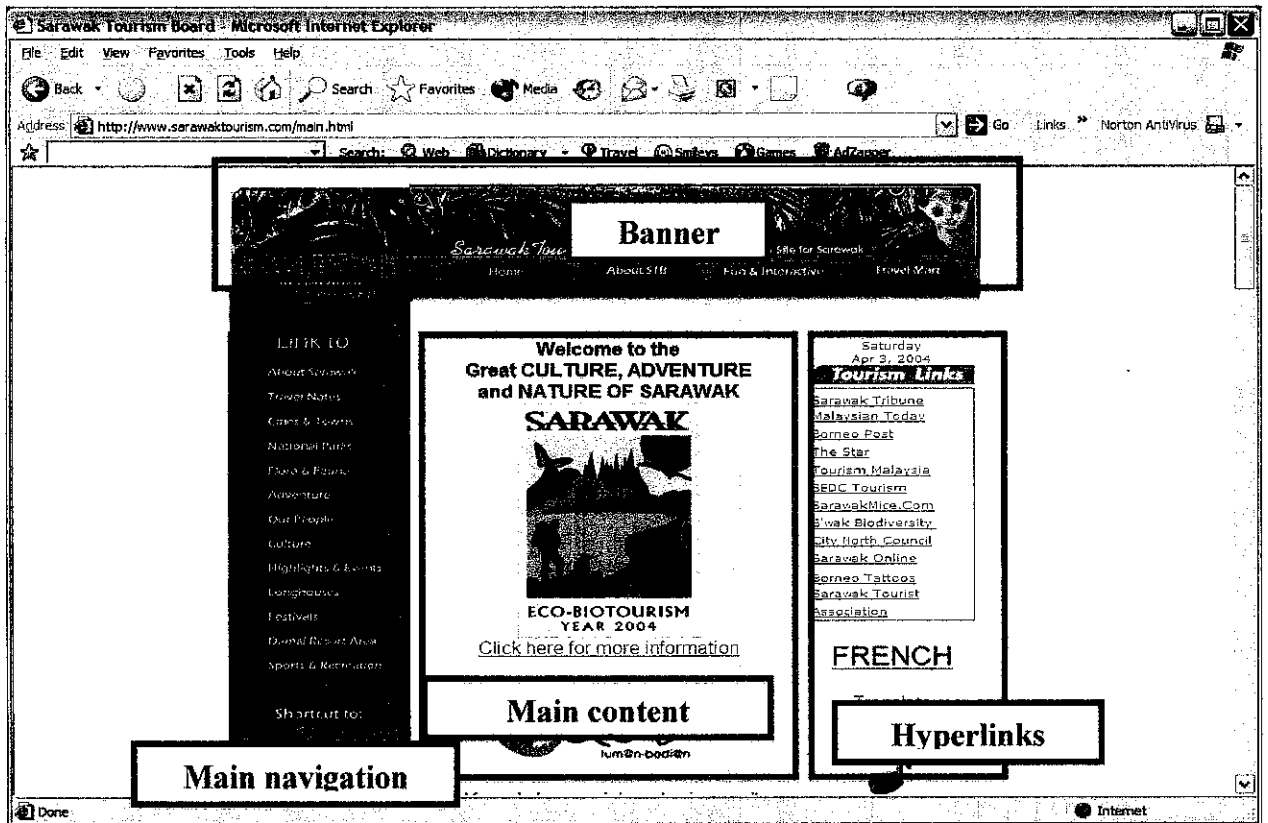 Sarawak Tourism Board - Microsoft Internet Explorer
File Edit View Favorites Tools Help
Back Search Favorites Media
Address http://www.sarawaktourism.com/main.html Go Links » Norton AntiVirus
Search: Web Dictionary Travel Smileys Games AdZapper
Banner
Sarawak Tou
Site for Sarawak
Home About STB Fun & Interactive Travel Mart
LINK TO
About Sarawak
Travel Notes
Cities & Towns
National Parks
Flora & Fauna
Adventure
Our People
Culture
Highlights & Events
Longhouses
Festivals
Damai Resort Area
Sports & Recreation
Shortcut to:
Main navigation
Welcome to the
Great CULTURE, ADVENTURE
and NATURE OF SARAWAK
SARAWAK
ECO-BIOTOURISM
YEAR 2004
Click here for more information
Main content
Saturday
Apr 3, 2004
Tourism Links
Sarawak Tribune
Malaysian Today
Borneo Post
The Star
Tourism Malaysia
SEDC Tourism
SarawakMice.Com
S'wak Biodiversity
City North Council
Sarawak Online
Borneo Tattoos
Sarawak Tourist
Association
FRENCH
Hyperlinks
Done Internet